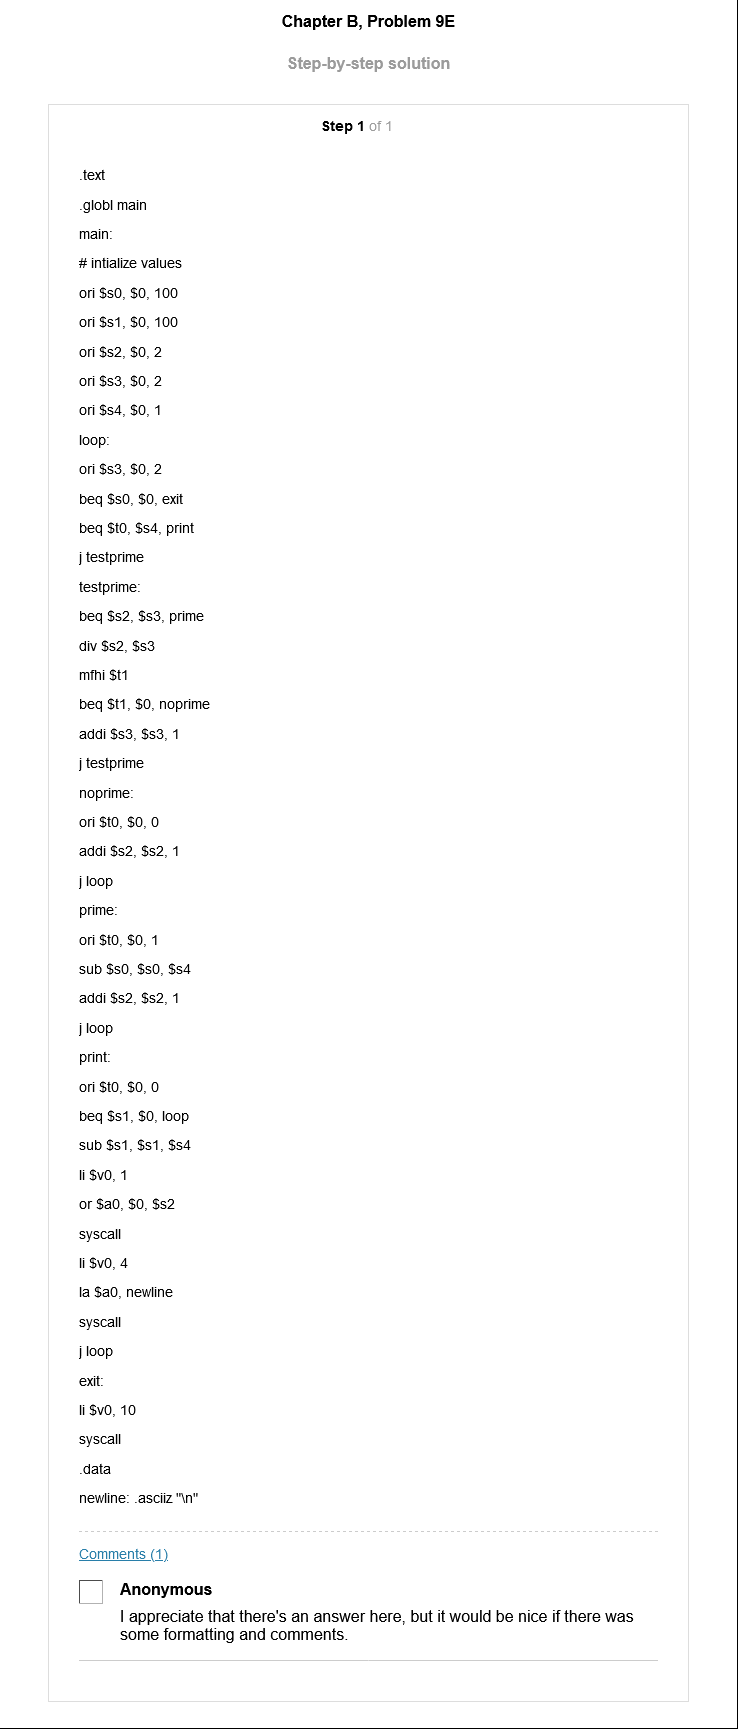 Chapter B, Problem 9E
Step-by-step solution
Step 1 of 1
.text
.globl main
main:
# intialize values
ori $s0, $0, 100
ori $s1, $0, 100
ori $s2, $0, 2
ori $s3, $0, 2
ori $s4, $0, 1
loop:
ori $s3, $0, 2
beq $s0, $0, exit
beq $t0, $s4, print
j testprime
testprime:
beq $s2, $s3, prime
div $s2, $s3
mfhi $t1
beq $t1, $0, noprime
addi $s3, $s3, 1
j testprime
noprime:
ori $t0, $0, 0
addi $s2, $s2, 1
j loop
prime:
ori $t0, $0, 1
sub $s0, $s0, $s4
addi $s2, $s2, 1
j loop
print:
ori $t0, $0, 0
beq $s1, $0, loop
sub $s1, $s1, $s4
li $v0, 1
or $a0, $0, $s2
syscall
li $v0, 4
la $a0, newline
syscall
j loop
exit:
li $v0, 10
syscall
.data
newline: .asciiz "\n"
Comments (1)
Anonymous
I appreciate that there's an answer here, but it would be nice if there was
some formatting and comments.